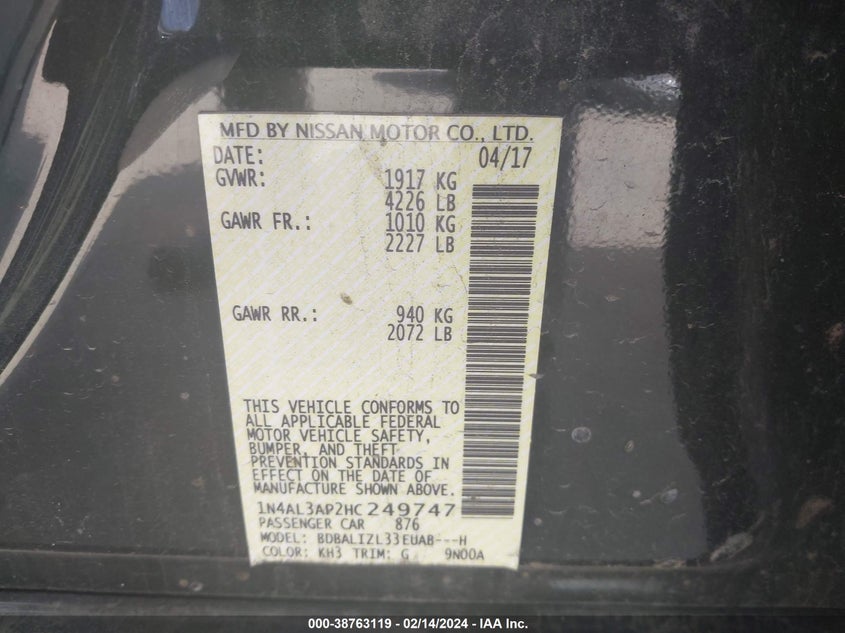 MFD BY NISSAN MOTOR CO., LTD.
DATE: 04/17
GVWR: 1917 KG
4226 LB
GAWR FR.: 1010 KG
2227 LB
GAWR RR.: 940 KG
2072 LB
THIS VEHICLE CONFORMS TO
ALL APPLICABLE FEDERAL
MOTOR VEHICLE SAFETY,
BUMPER, AND THEFT
PREVENTION STANDARDS IN
EFFECT ON THE DATE OF
MANUFACTURE SHOWN ABOVE.
1N4AL3AP2HC249747
PASSENGER CAR 876
MODEL: BDBALIZL33EUAB---H
COLOR: KH3 TRIM: G 9N00A
000-38763119 - 02/14/2024 - IAA Inc.